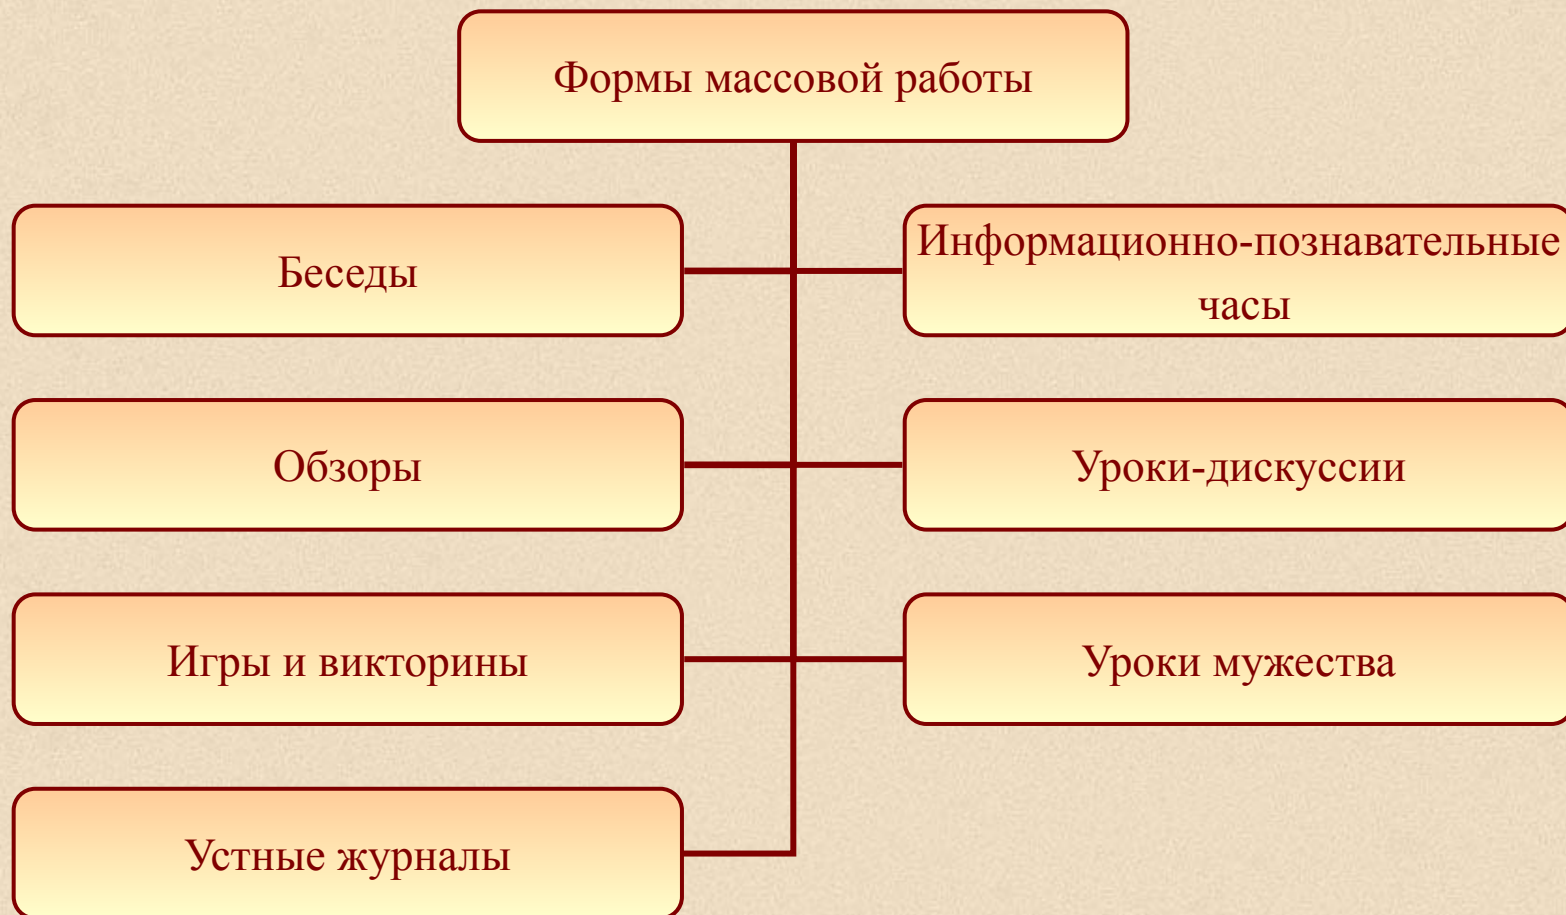 Формы массовой работы
Беседы
Информационно-познавательные
часы
Обзоры
Уроки-дискуссии
Игры и викторины
Уроки мужества
Устные журналы